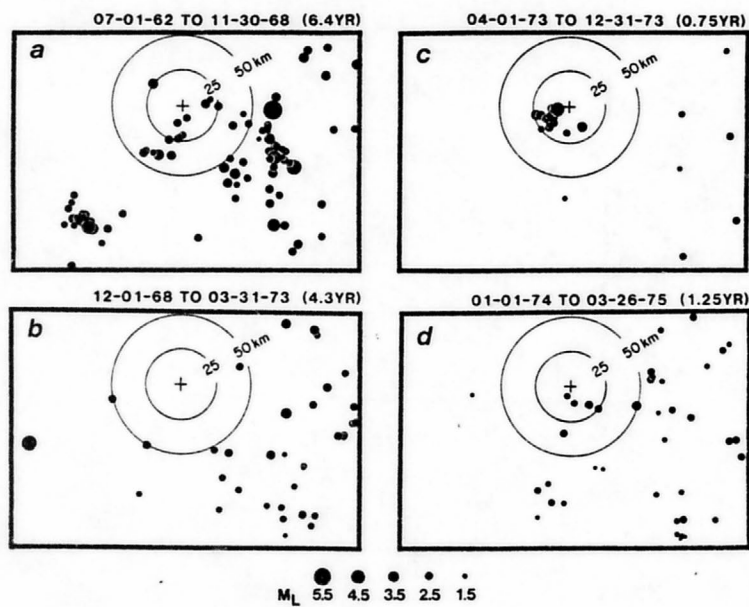 07-01-62 TO 11-30-68 (6.4YR)
a
25
50 km
04-01-73 TO 12-31-73 (0.75YR)
c
25
50 km
12-01-68 TO 03-31-73 (4.3YR)
b
25
50 km
01-01-74 TO 03-26-75 (1.25YR)
d
25
50 km
ML 5.5 4.5 3.5 2.5 1.5